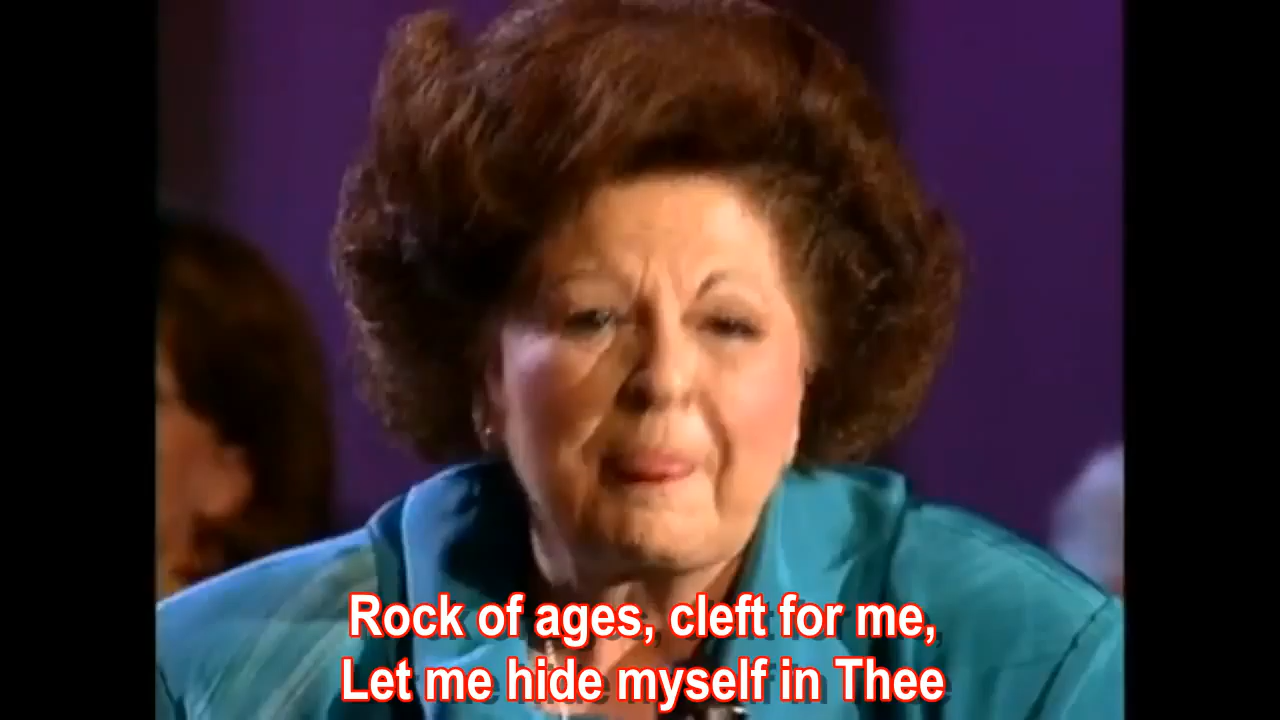 Rock of ages, cleft for me,
Let me hide myself in Thee